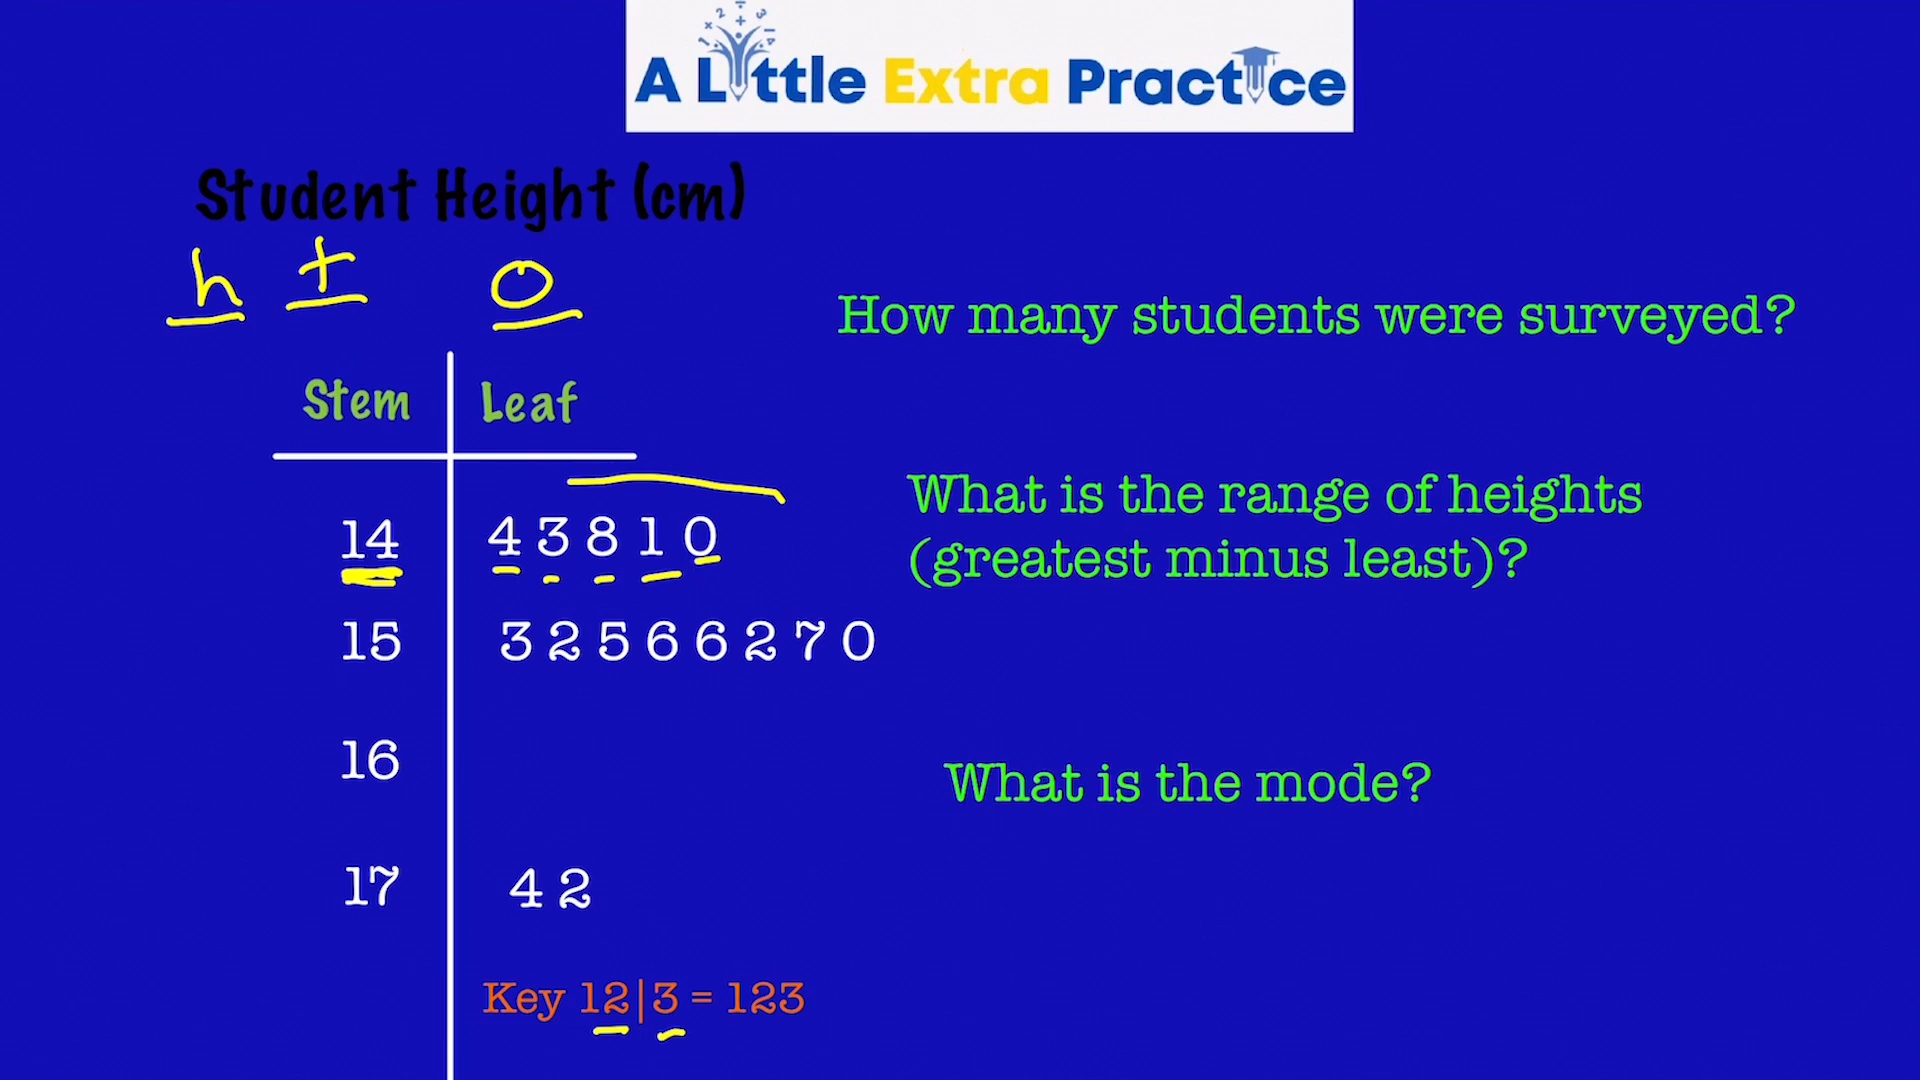 A Little Extra Practice
Student Height (cm)
h t o
How many students were surveyed?
Stem Leaf
What is the range of heights
(greatest minus least)?
14 4 3 8 1 0
15 3 2 5 6 6 2 7 0
16
What is the mode?
17 4 2
Key 12|3 = 123